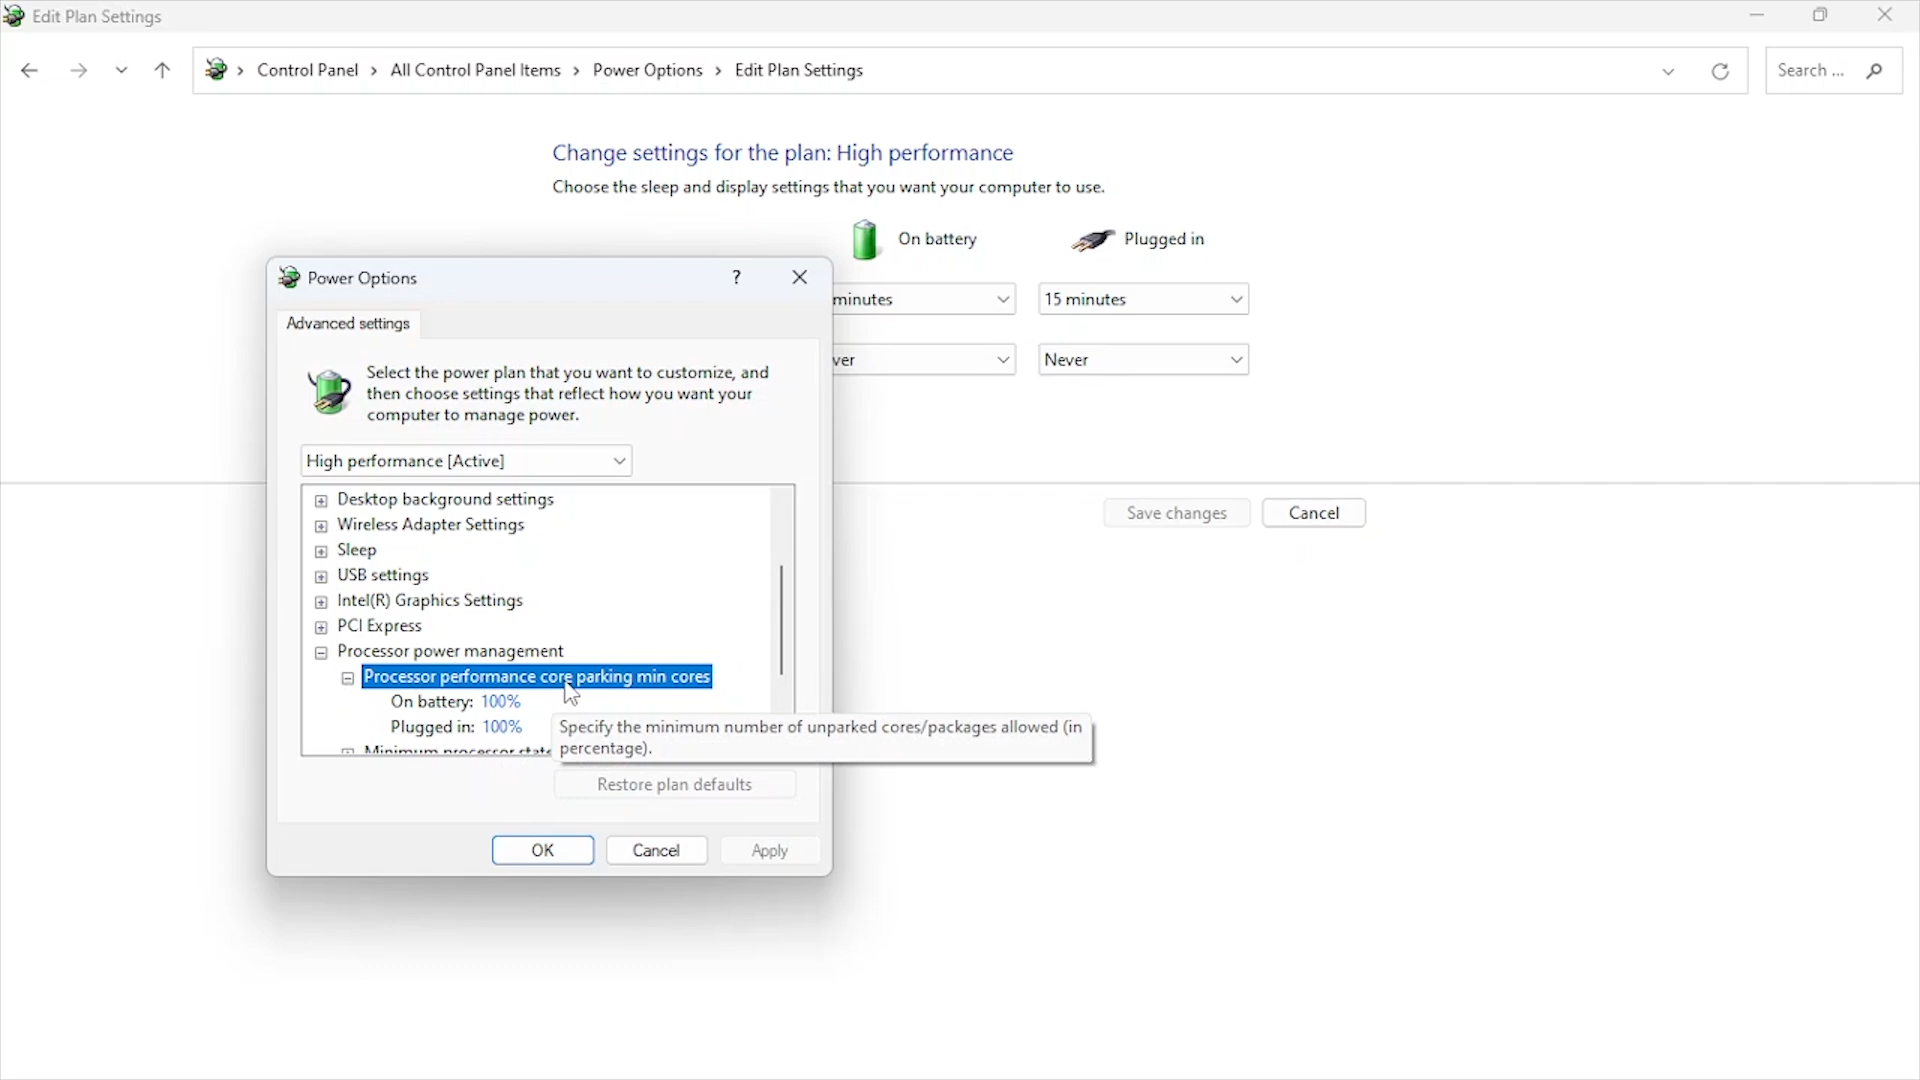 Edit Plan Settings
Control Panel > All Control Panel Items > Power Options > Edit Plan Settings
Search ...
Change settings for the plan: High performance
Choose the sleep and display settings that you want your computer to use.
On battery
Plugged in
minutes
15 minutes
ver
Never
Save changes
Cancel
Power Options
?
Advanced settings
Select the power plan that you want to customize, and
then choose settings that reflect how you want your
computer to manage power.
High performance [Active]
Desktop background settings
Wireless Adapter Settings
Sleep
USB settings
Intel(R) Graphics Settings
PCI Express
Processor power management
Processor performance core parking min cores
On battery: 100%
Plugged in: 100%
Minimum processor state
Specify the minimum number of unparked cores/packages allowed (in
percentage).
Restore plan defaults
OK
Cancel
Apply